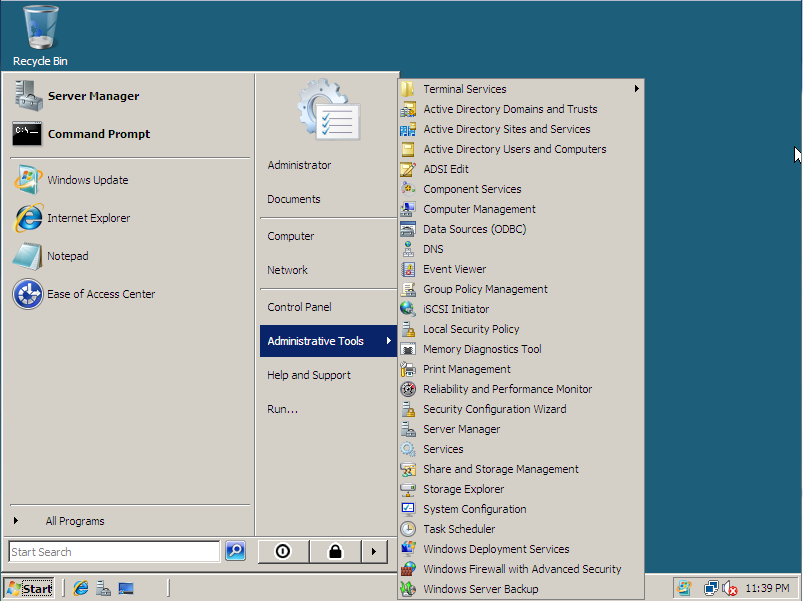 Recycle Bin
Server Manager
Command Prompt
Windows Update
Internet Explorer
Notepad
Ease of Access Center
All Programs
Start Search
Administrator
Documents
Computer
Network
Control Panel
Administrative Tools
Help and Support
Run...
Terminal Services
Active Directory Domains and Trusts
Active Directory Sites and Services
Active Directory Users and Computers
ADSI Edit
Component Services
Computer Management
Data Sources (ODBC)
DNS
Event Viewer
Group Policy Management
iSCSI Initiator
Local Security Policy
Memory Diagnostics Tool
Print Management
Reliability and Performance Monitor
Security Configuration Wizard
Server Manager
Services
Share and Storage Management
Storage Explorer
System Configuration
Task Scheduler
Windows Deployment Services
Windows Firewall with Advanced Security
Windows Server Backup
Start
11:39 PM